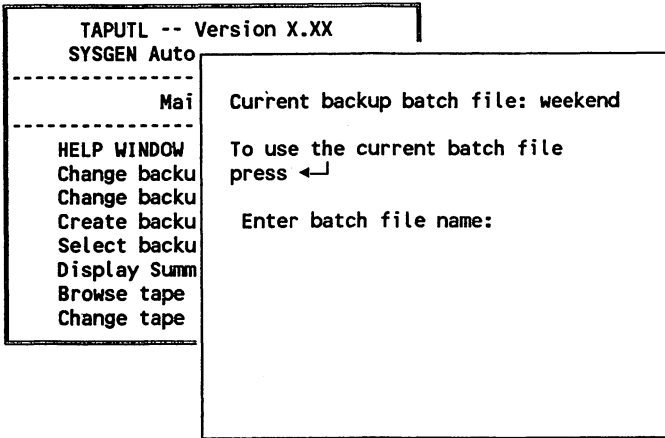 TAPUTL -- Version X.XX
SYSGEN Auto
Mai
HELP WINDOW
Change backu
Change backu
Create backu
Select backu
Display Summ
Browse tape
Change tape
Current backup batch file: weekend
To use the current batch file
press ↵
Enter batch file name: